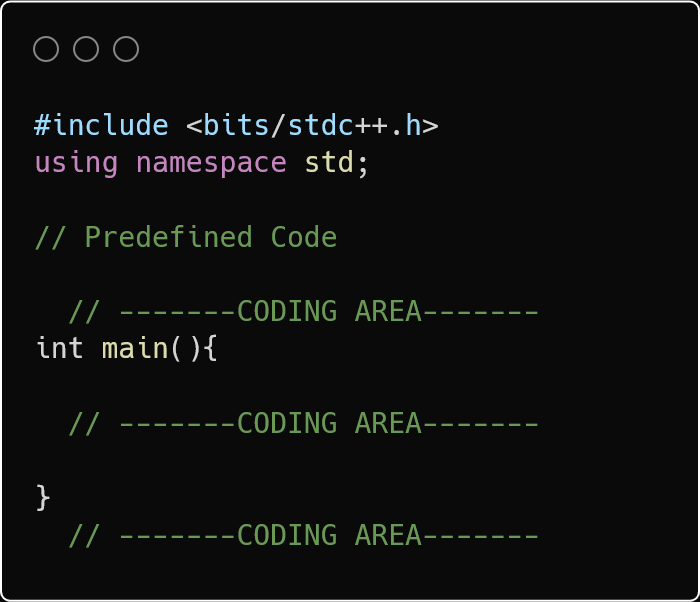 #include <bits/stdc++.h>
using namespace std;
// Predefined Code
// -------CODING AREA-------
int main(){
// -------CODING AREA-------
}
// -------CODING AREA-------